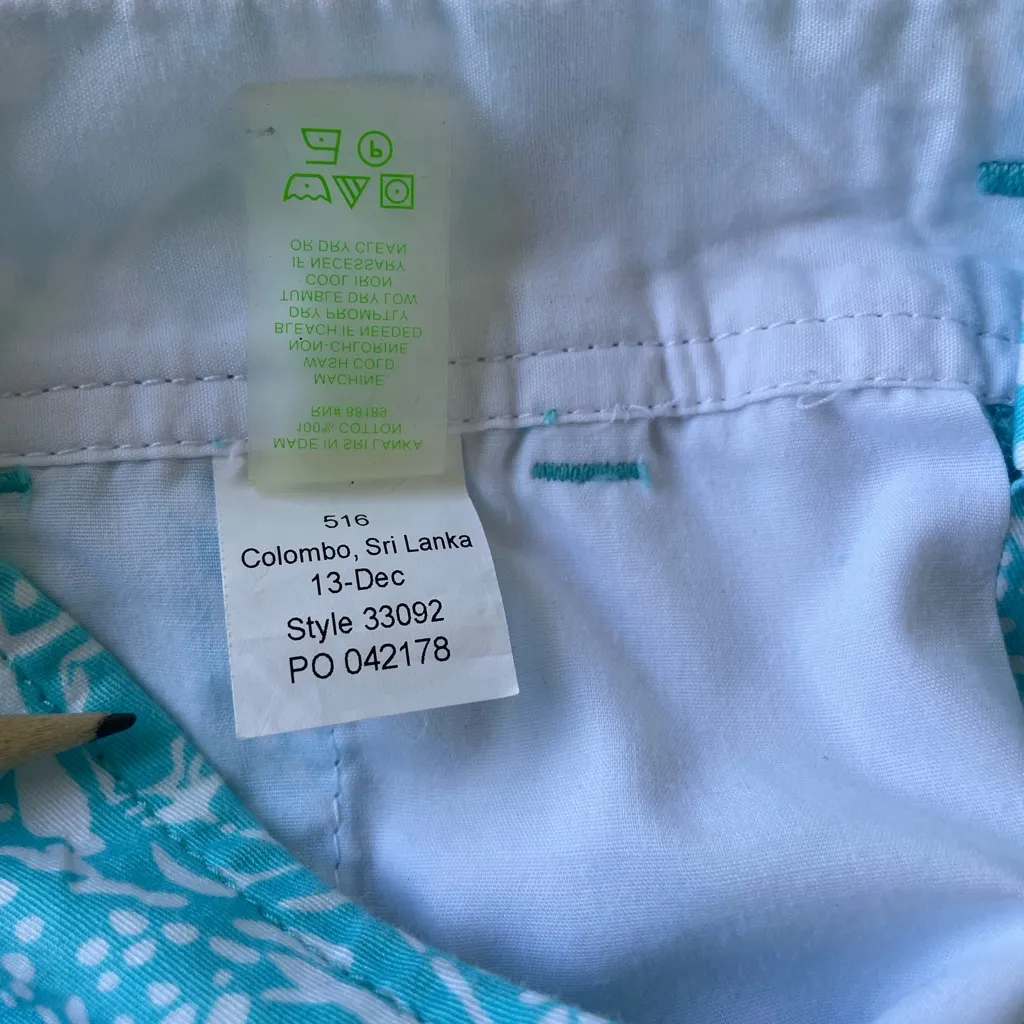 MADE IN SRI LANKA
100% COTTON
RN# 88189
MACHINE
WASH COLD
NON-CHLORINE
BLEACH IF NEEDED
DRY PROMPTLY
TUMBLE DRY LOW
COOL IRON
IF NECESSARY
OR DRY CLEAN
P
516
Colombo, Sri Lanka
13-Dec
Style 33092
PO 042178